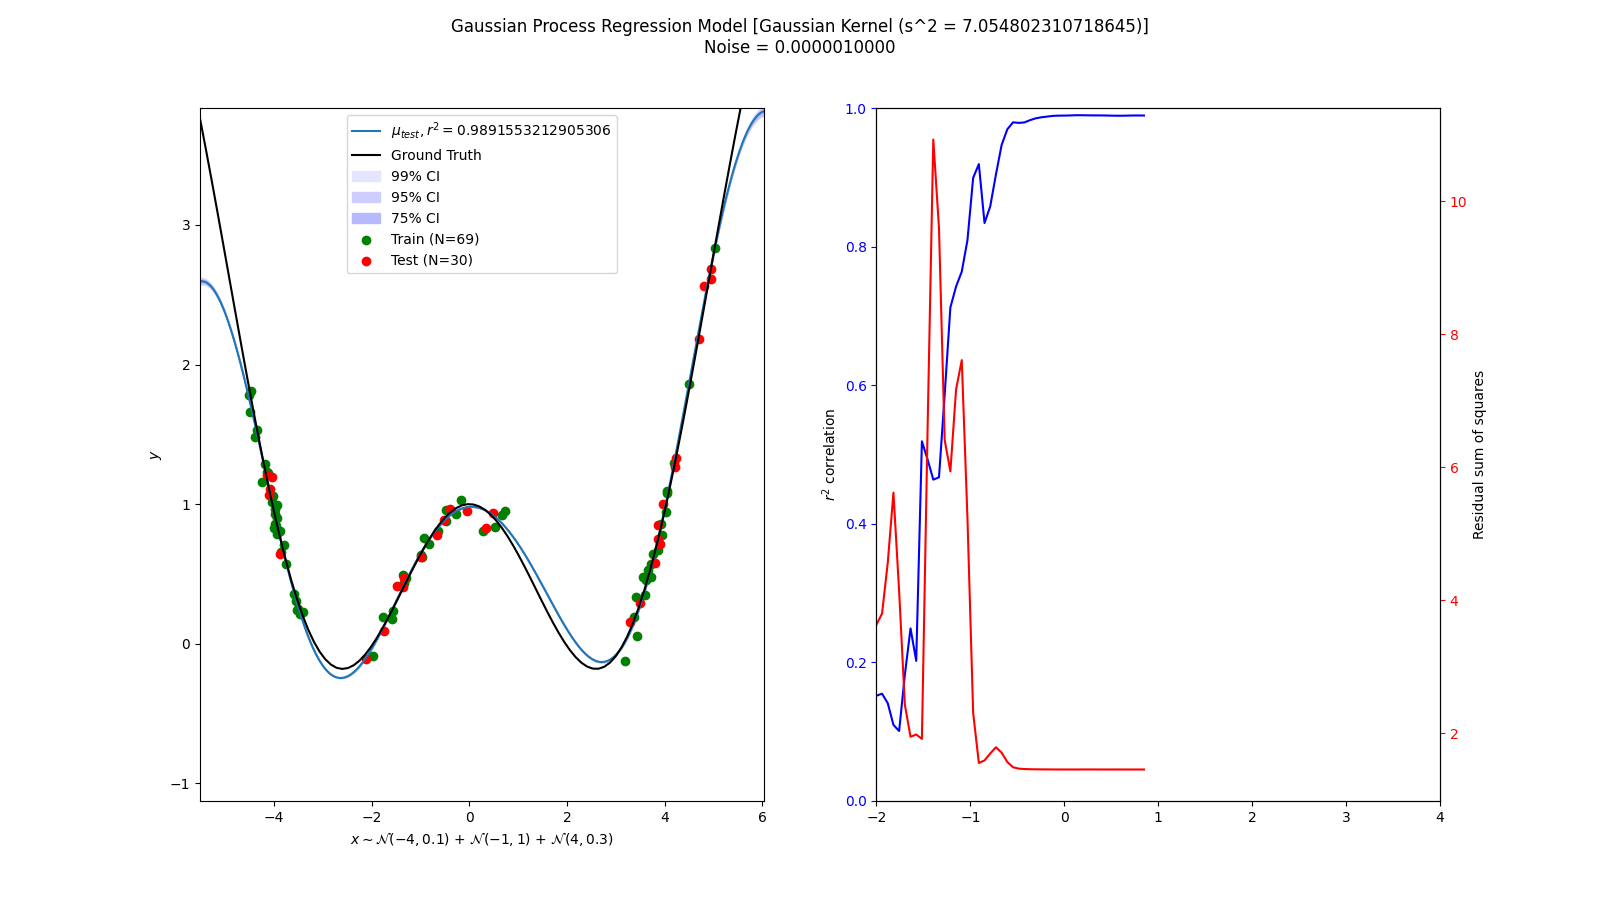 Gaussian Process Regression Model [Gaussian Kernel (s^2 = 7.054802310718645)]
Noise = 0.0000010000
μ_test, r² = 0.9891553212905306
Ground Truth
99% CI
95% CI
75% CI
Train (N=69)
Test (N=30)
3
2
1
0
−1
y
−4 −2 0 2 4 6
x ∼ 𝒩(−4, 0.1) + 𝒩(−1, 1) + 𝒩(4, 0.3)
1.0
0.8
0.6
0.4
0.2
0.0
r² correlation
−2 −1 0 1 2 3 4
10
8
6
4
2
Residual sum of squares